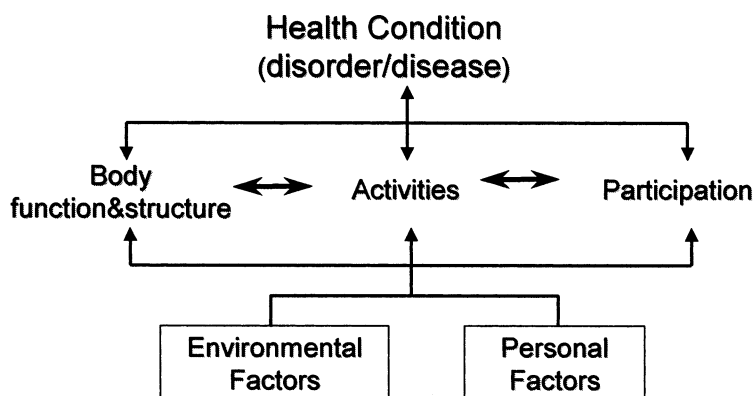 Health Condition
(disorder/disease)
Body
function&structure
Activities
Participation
Environmental
Factors
Personal
Factors